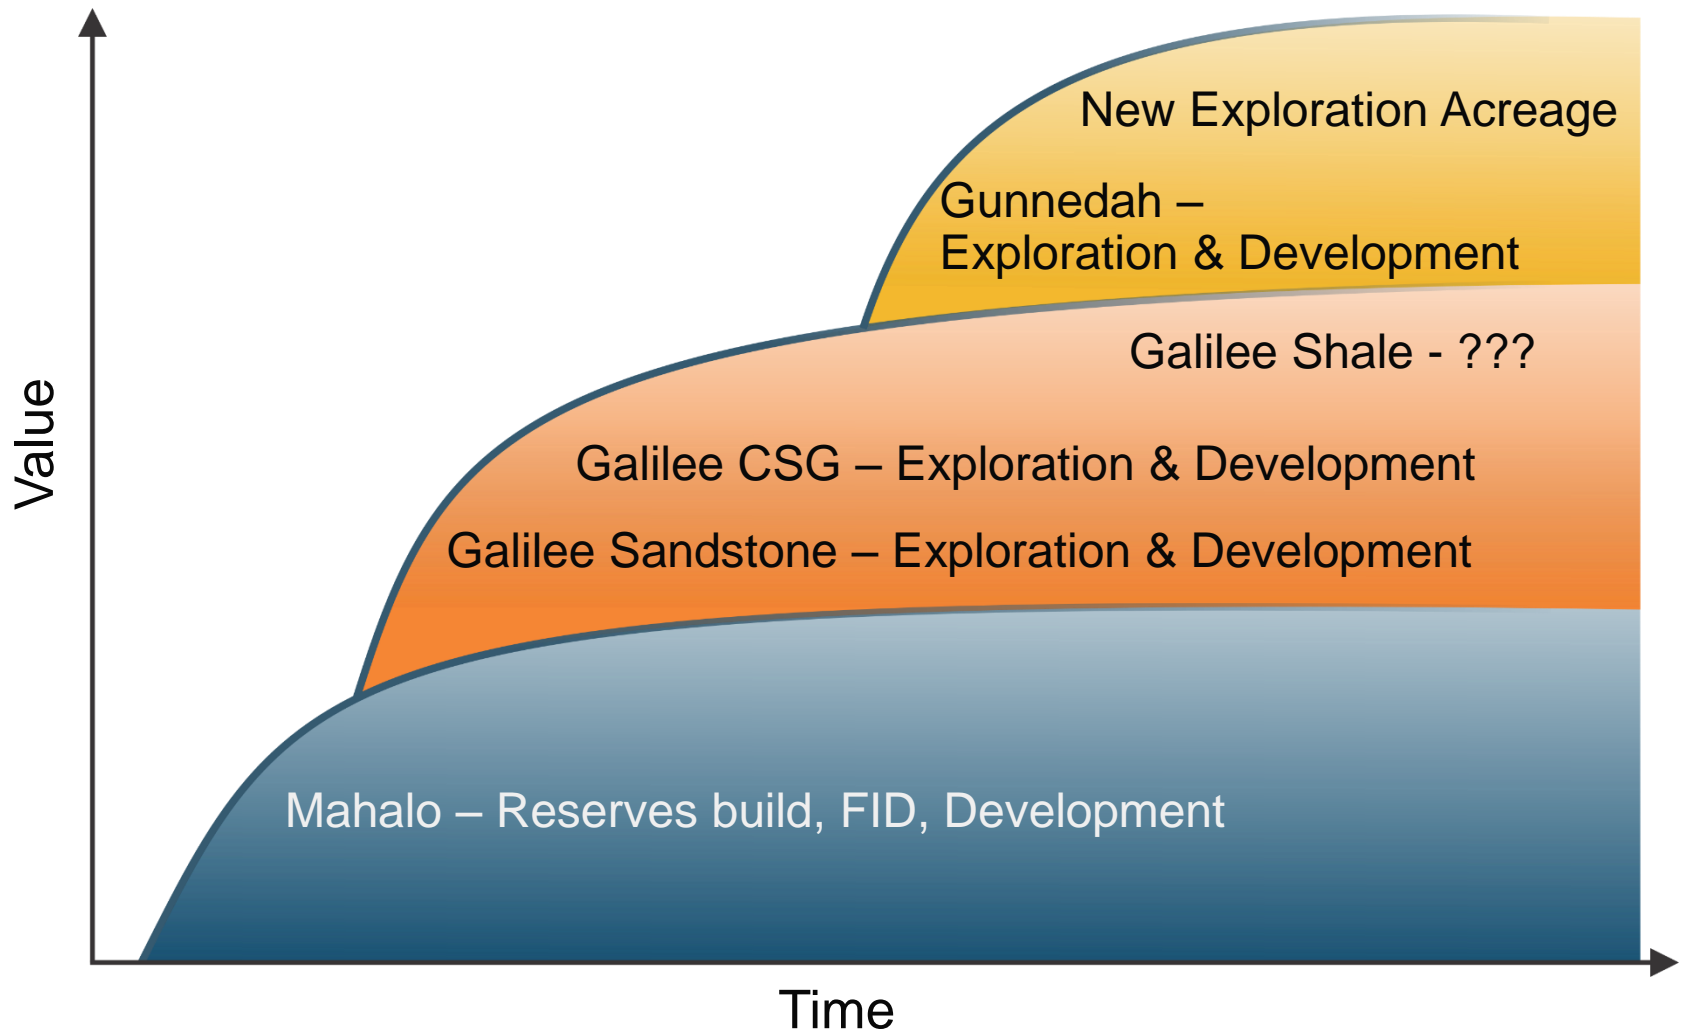 New Exploration Acreage
Gunnedah –
Exploration & Development
Galilee Shale - ???
Galilee CSG – Exploration & Development
Galilee Sandstone – Exploration & Development
Mahalo – Reserves build, FID, Development
Value
Time